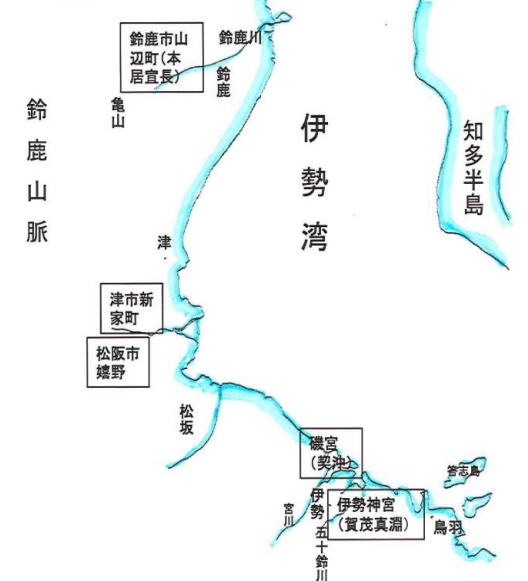 鈴鹿市山
辺町(本
居宣長)
鈴鹿川
鈴鹿
亀山
鈴鹿山脈
伊勢湾
知多半島
津
津市新
家町
松阪市
嬉野
松坂
磯宮
(契沖)
答志島
伊勢神宮
(賀茂真淵)
伊勢
宮川
五十鈴川
鳥羽